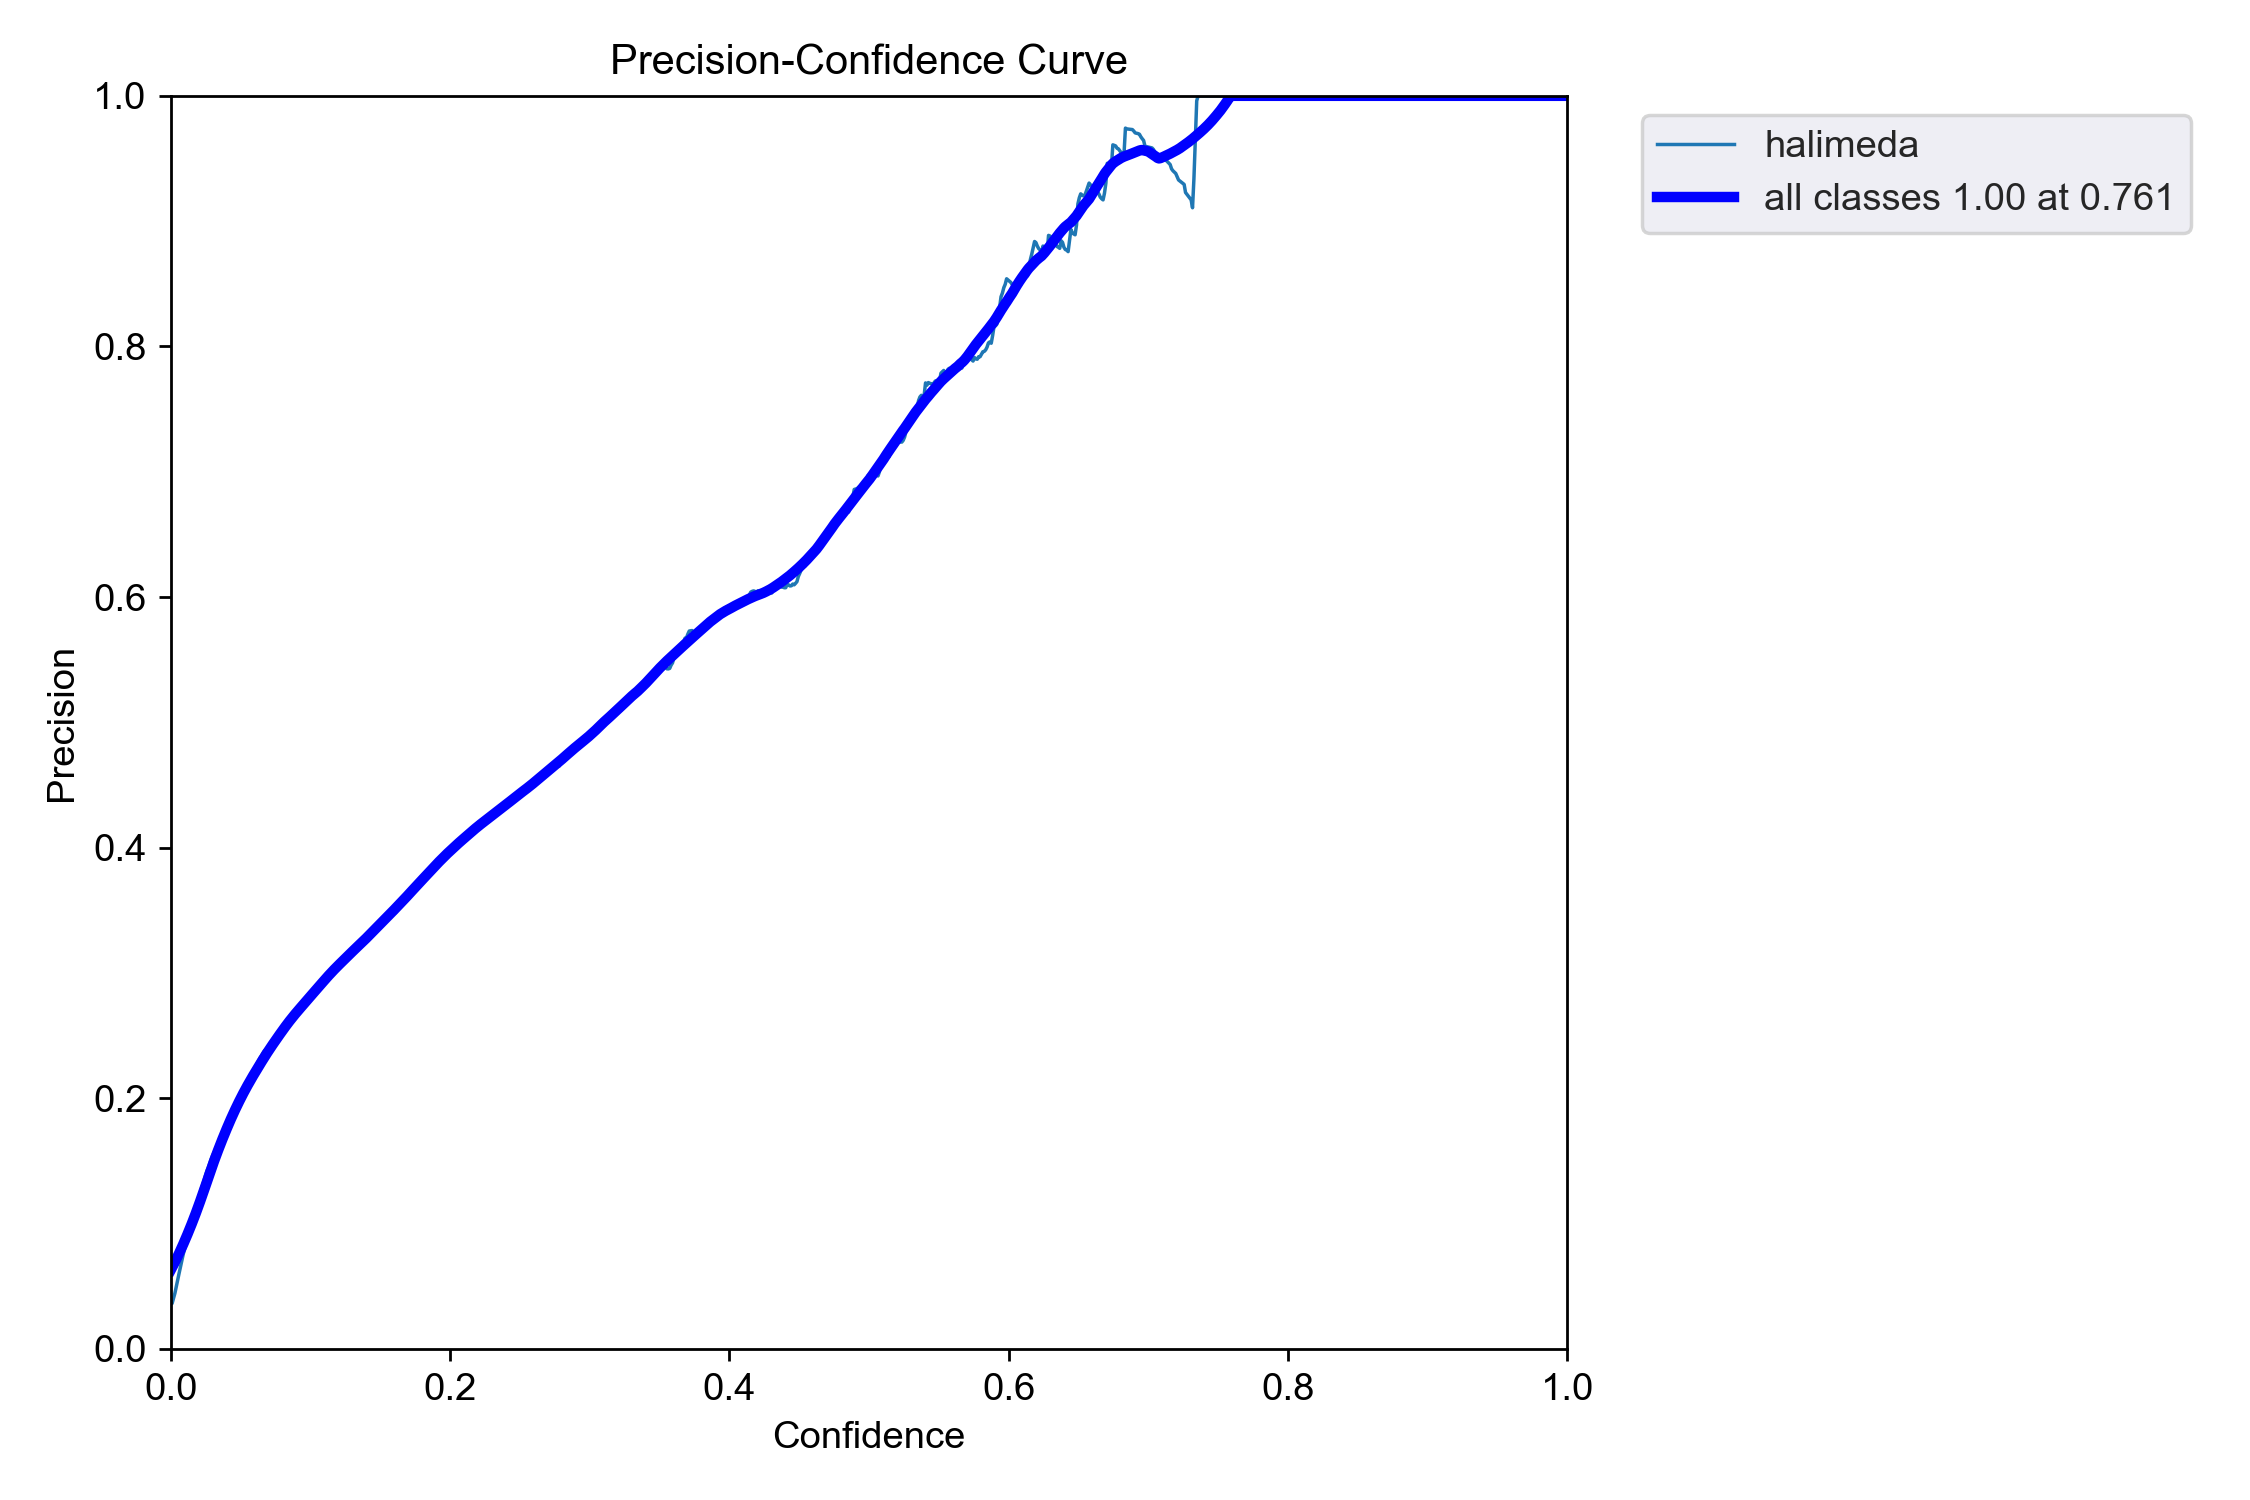 Precision-Confidence Curve
1.0
0.8
0.6
0.4
0.2
0.0
Precision
0.0 0.2 0.4 0.6 0.8 1.0
Confidence
halimeda
all classes 1.00 at 0.761